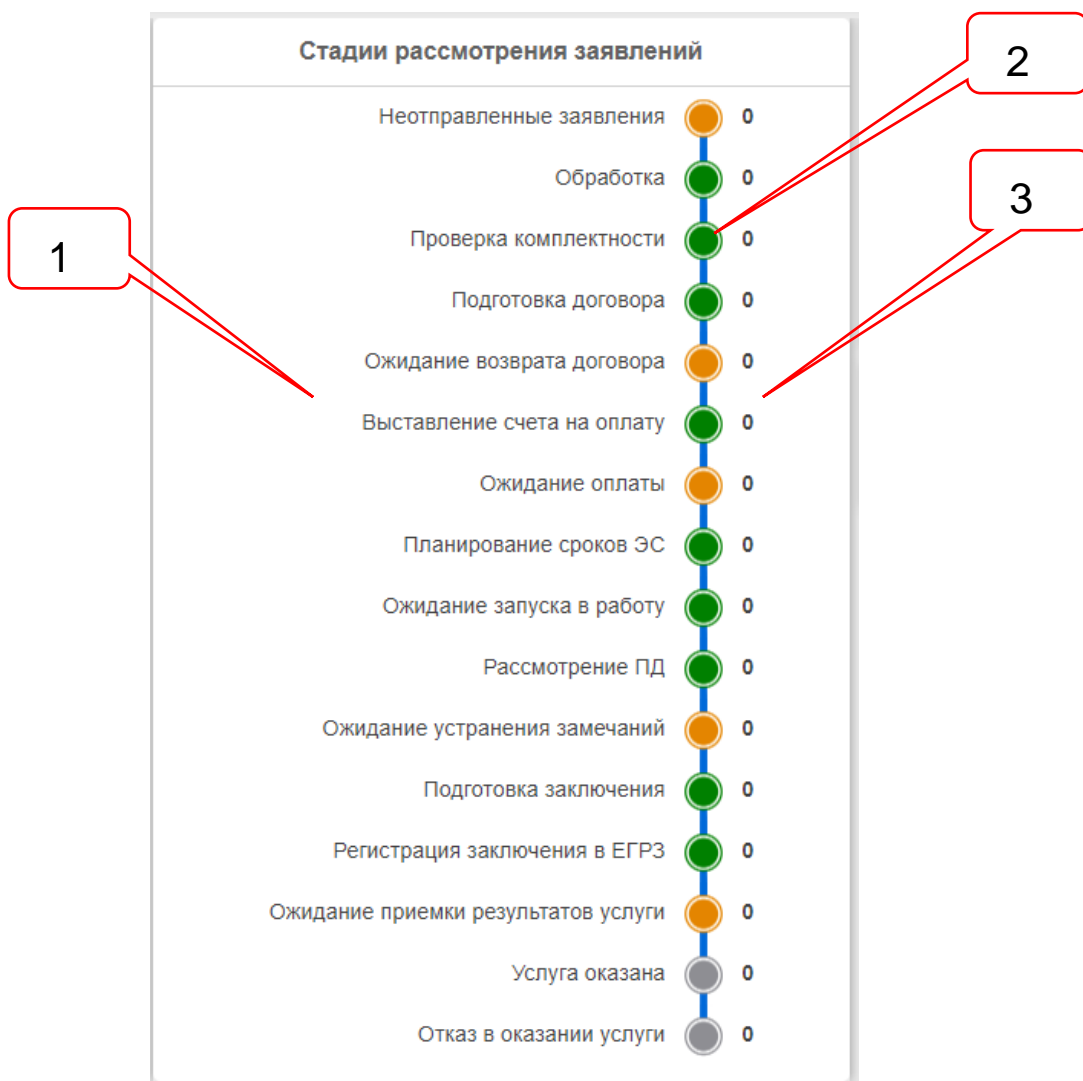 Стадии рассмотрения заявлений
2
Неотправленные заявления 0
Обработка 0
3
Проверка комплектности 0
1
Подготовка договора 0
Ожидание возврата договора 0
Выставление счета на оплату 0
Ожидание оплаты 0
Планирование сроков ЭС 0
Ожидание запуска в работу 0
Рассмотрение ПД 0
Ожидание устранения замечаний 0
Подготовка заключения 0
Регистрация заключения в ЕГРЗ 0
Ожидание приемки результатов услуги 0
Услуга оказана 0
Отказ в оказании услуги 0